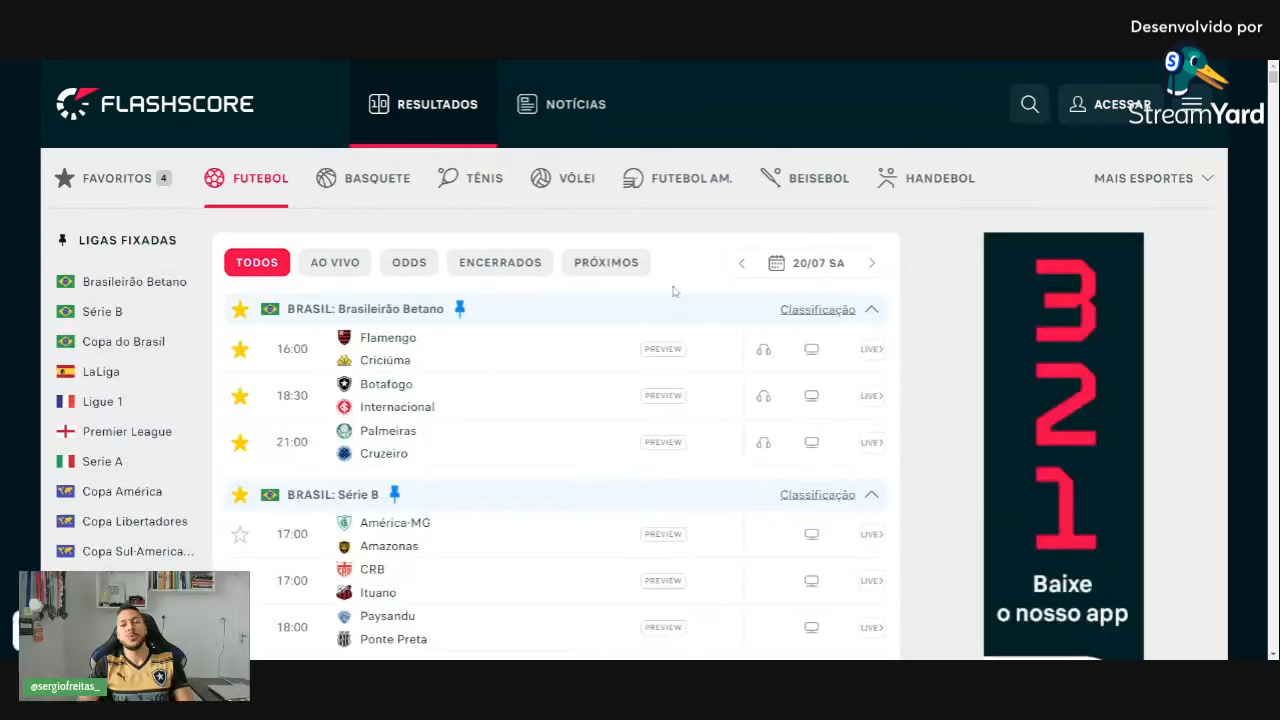 Desenvolvido por
StreamYard
FLASHSCORE
RESULTADOS
NOTÍCIAS
ACESSAR
FAVORITOS 4
FUTEBOL
BASQUETE
TÊNIS
VÔLEI
FUTEBOL AM.
BEISEBOL
HANDEBOL
MAIS ESPORTES
LIGAS FIXADAS
Brasileirão Betano
Série B
Copa do Brasil
LaLiga
Ligue 1
Premier League
Serie A
Copa América
Copa Libertadores
Copa Sul-America...
TODOS
AO VIVO
ODDS
ENCERRADOS
PRÓXIMOS
20/07 SA
BRASIL: Brasileirão Betano
Classificação
16:00
Flamengo
Criciúma
PREVIEW
LIVE
18:30
Botafogo
Internacional
PREVIEW
LIVE
21:00
Palmeiras
Cruzeiro
PREVIEW
LIVE
BRASIL: Série B
Classificação
17:00
América-MG
Amazonas
PREVIEW
LIVE
17:00
CRB
Ituano
PREVIEW
LIVE
18:00
Paysandu
Ponte Preta
PREVIEW
LIVE
3
2
1
Baixe
o nosso app
@sergiofreitas_